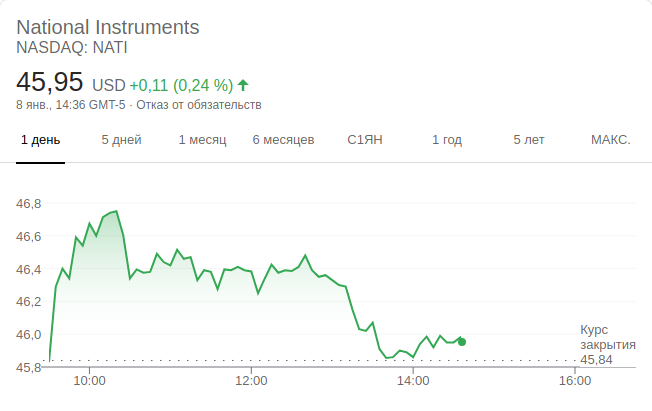 National Instruments
NASDAQ: NATI
45,95 USD +0,11 (0,24 %)
8 янв., 14:36 GMT-5 · Отказ от обязательств
1 день 5 дней 1 месяц 6 месяцев С1ЯН 1 год 5 лет МАКС.
46,8
46,6
46,4
46,2
46,0
45,8
Курс
закрытия
45,84
10:00 12:00 14:00 16:00